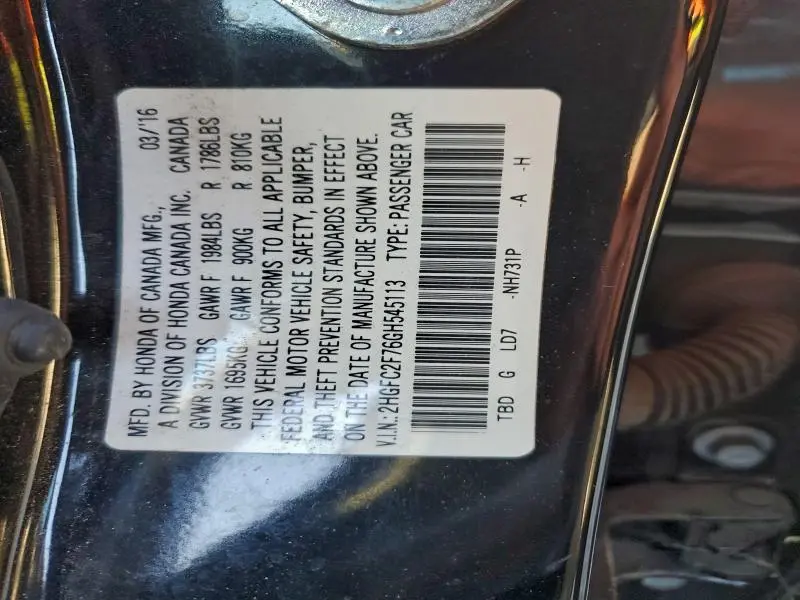 MFD. BY HONDA OF CANADA MFG., 03/'16
A DIVISION OF HONDA CANADA INC. CANADA
GVWR 3737LBS GAWR F 1984LBS R 1786LBS
GVWR 1695KG GAWR F 900KG R 810KG
THIS VEHICLE CONFORMS TO ALL APPLICABLE
FEDERAL MOTOR VEHICLE SAFETY, BUMPER,
AND THEFT PREVENTION STANDARDS IN EFFECT
ON THE DATE OF MANUFACTURE SHOWN ABOVE.
V.I.N.: 2HGFC2F76GH545113 TYPE: PASSENGER CAR
TBD G LD7 -NH731P -A -H